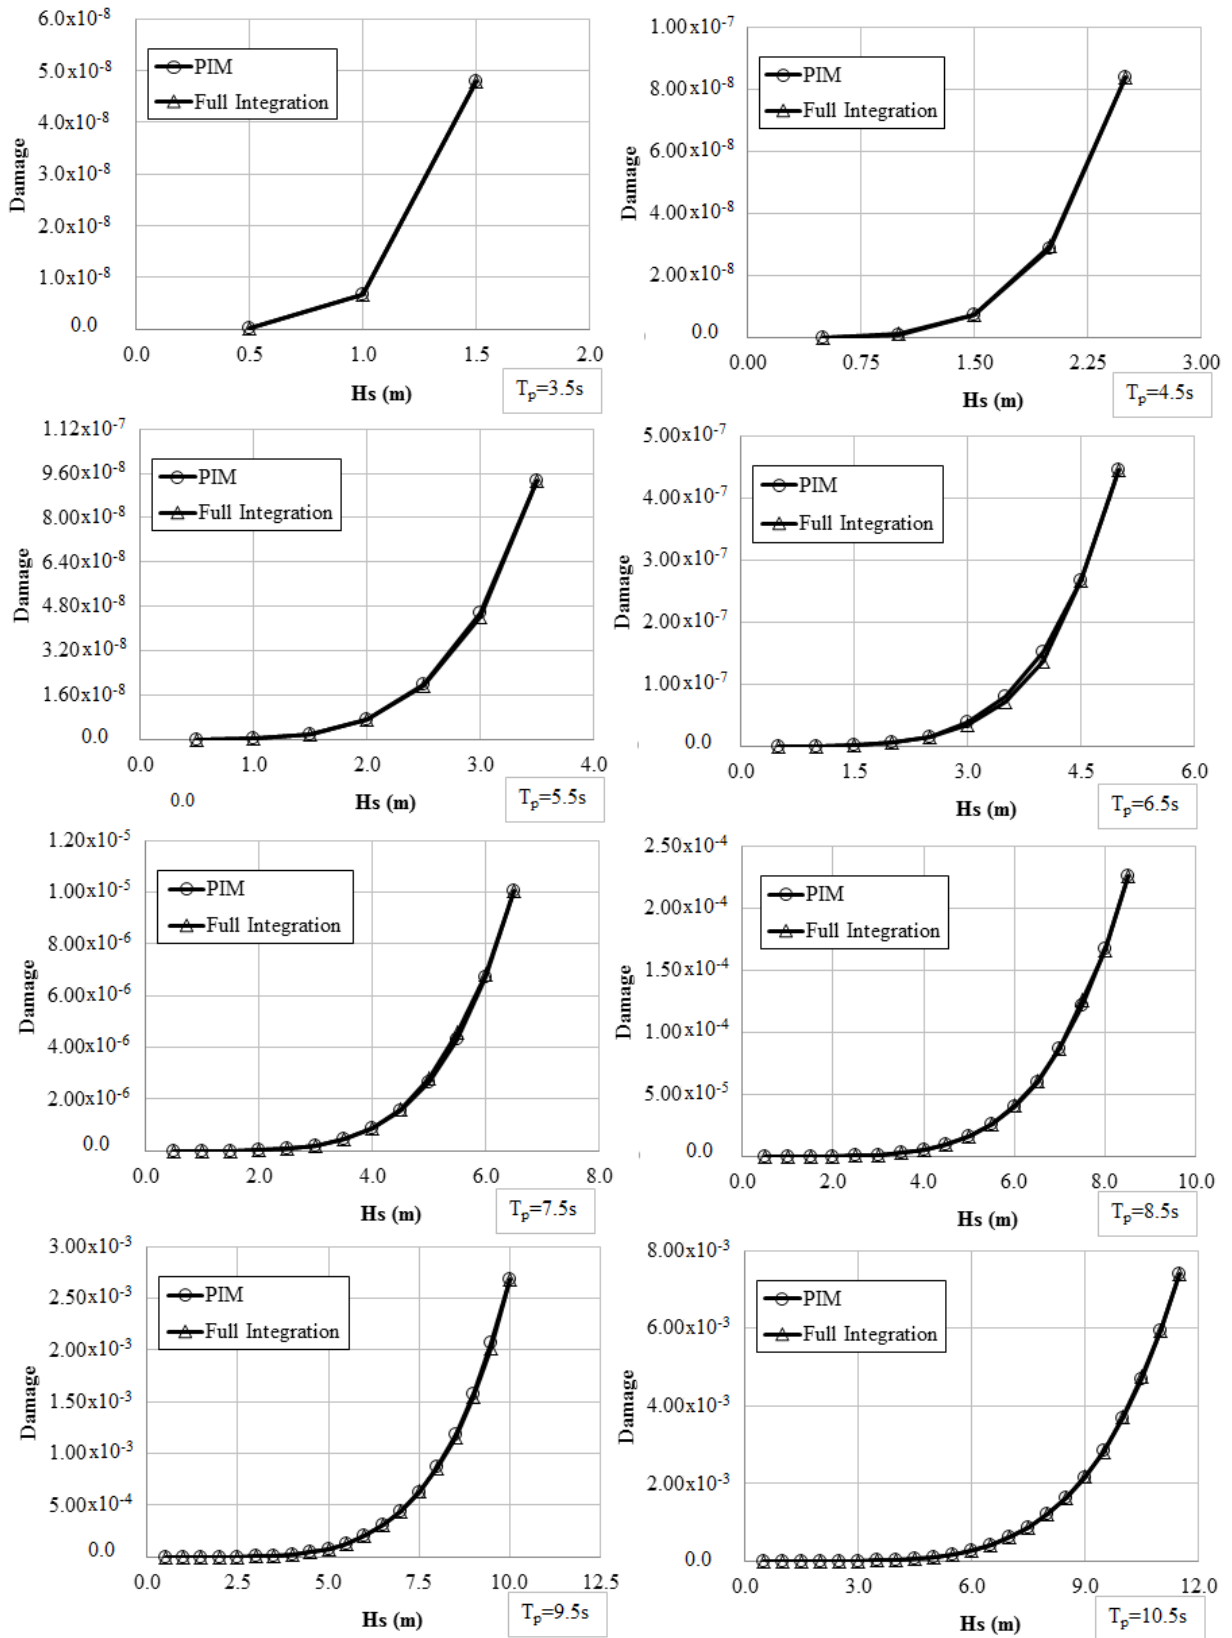 6.0x10-8
5.0x10-8
4.0x10-8
3.0x10-8
2.0x10-8
1.0x10-8
0.0
Damage
PIM
Full Integration
0.0 0.5 1.0 1.5 2.0
Hs (m)
Tp=3.5s
1.00x10-7
8.00x10-8
6.00x10-8
4.00x10-8
2.00x10-8
0.0
Damage
PIM
Full Integration
0.00 0.75 1.50 2.25 3.00
Hs (m)
Tp=4.5s
1.12x10-7
9.60x10-8
8.00x10-8
6.40x10-8
4.80x10-8
3.20x10-8
1.60x10-8
0.0
Damage
PIM
Full Integration
0.0 1.0 2.0 3.0 4.0
0.0
Hs (m)
Tp=5.5s
5.00x10-7
4.00x10-7
3.00x10-7
2.00x10-7
1.00x10-7
0.0
Damage
PIM
Full Integration
0.0 1.5 3.0 4.5 6.0
Hs (m)
Tp=6.5s
1.20x10-5
1.00x10-5
8.00x10-6
6.00x10-6
4.00x10-6
2.00x10-6
0.0
Damage
PIM
Full Integration
0.0 2.0 4.0 6.0 8.0
Hs (m)
Tp=7.5s
2.50x10-4
2.00x10-4
1.50x10-4
1.00x10-4
5.00x10-5
0.0
Damage
PIM
Full Integration
0.0 2.0 4.0 6.0 8.0 10.0
Hs (m)
Tp=8.5s
3.00x10-3
2.50x10-3
2.00x10-3
1.50x10-3
1.00x10-3
5.00x10-4
0.0
Damage
PIM
Full Integration
0.0 2.5 5.0 7.5 10.0 12.5
Hs (m)
Tp=9.5s
8.00x10-3
6.00x10-3
4.00x10-3
2.00x10-3
0.0
Damage
PIM
Full Integration
0.0 3.0 6.0 9.0 12.0
Hs (m)
Tp=10.5s